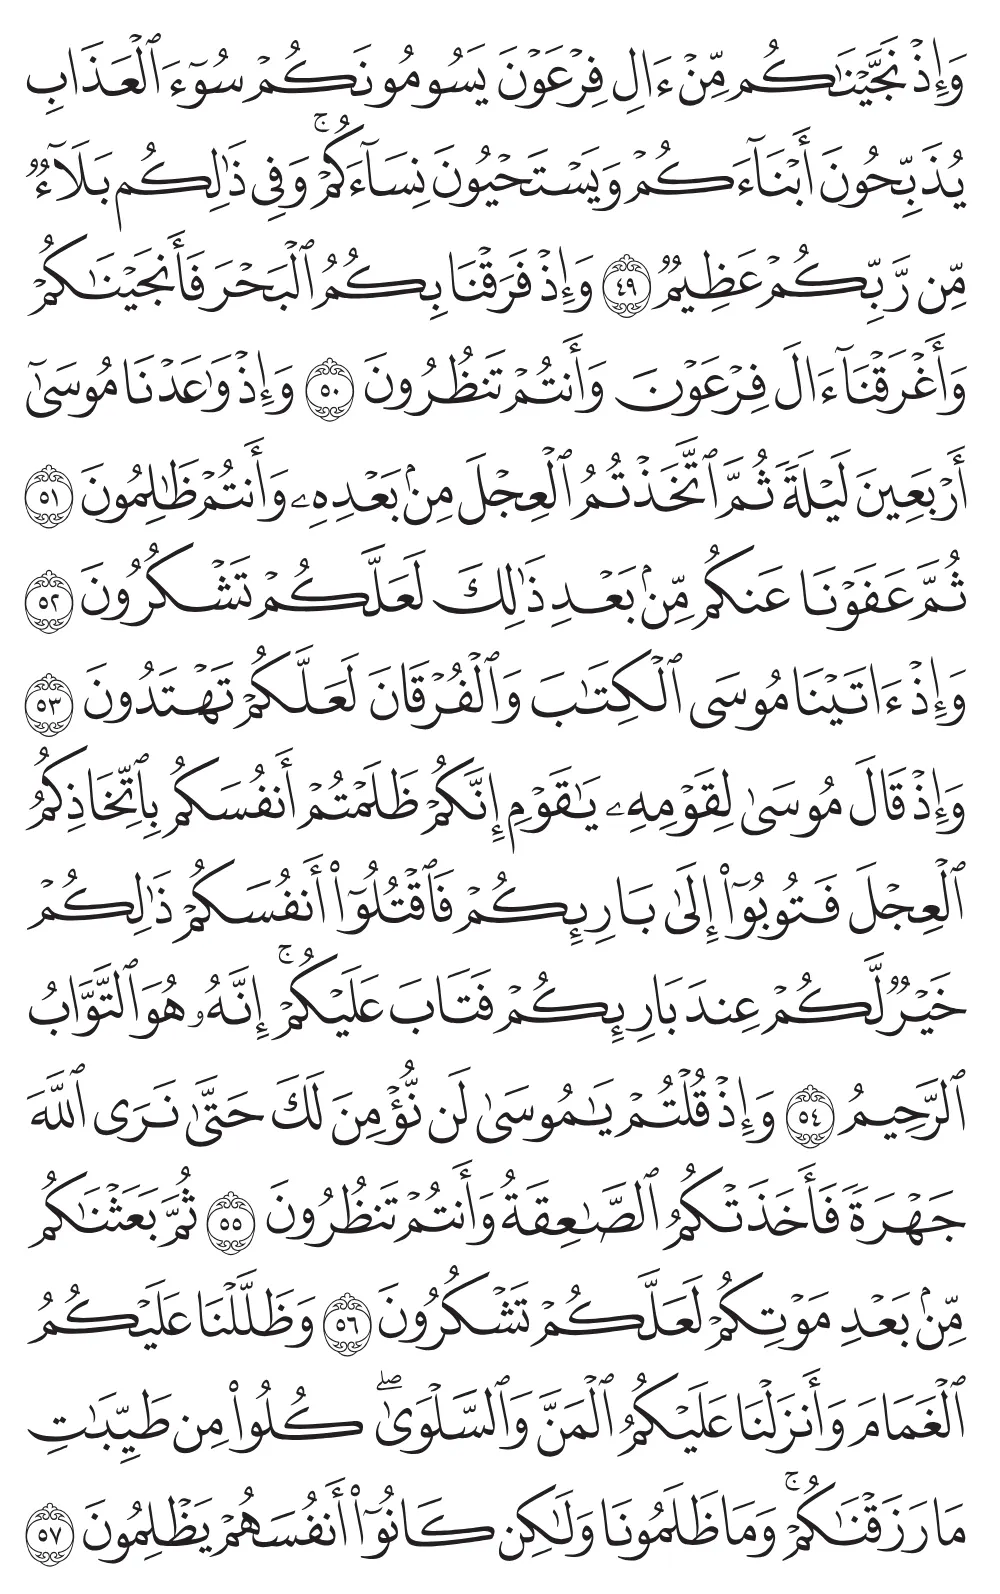 وَإِذْ نَجَّيْنَٰكُم مِّنْ ءَالِ فِرْعَوْنَ يَسُومُونَكُمْ سُوٓءَ ٱلْعَذَابِ
يُذَبِّحُونَ أَبْنَآءَكُمْ وَيَسْتَحْيُونَ نِسَآءَكُمْ ۚ وَفِى ذَٰلِكُم بَلَآءٌ
مِّن رَّبِّكُمْ عَظِيمٌ ٤٩ وَإِذْ فَرَقْنَا بِكُمُ ٱلْبَحْرَ فَأَنجَيْنَٰكُمْ
وَأَغْرَقْنَآ ءَالَ فِرْعَوْنَ وَأَنتُمْ تَنظُرُونَ ٥٠ وَإِذْ وَٰعَدْنَا مُوسَىٰٓ
أَرْبَعِينَ لَيْلَةً ثُمَّ ٱتَّخَذْتُمُ ٱلْعِجْلَ مِنۢ بَعْدِهِۦ وَأَنتُمْ ظَٰلِمُونَ ٥١
ثُمَّ عَفَوْنَا عَنكُم مِّنۢ بَعْدِ ذَٰلِكَ لَعَلَّكُمْ تَشْكُرُونَ ٥٢
وَإِذْ ءَاتَيْنَا مُوسَى ٱلْكِتَٰبَ وَٱلْفُرْقَانَ لَعَلَّكُمْ تَهْتَدُونَ ٥٣
وَإِذْ قَالَ مُوسَىٰ لِقَوْمِهِۦ يَٰقَوْمِ إِنَّكُمْ ظَلَمْتُمْ أَنفُسَكُم بِٱتِّخَاذِكُمُ
ٱلْعِجْلَ فَتُوبُوٓا۟ إِلَىٰ بَارِئِكُمْ فَٱقْتُلُوٓا۟ أَنفُسَكُمْ ذَٰلِكُمْ
خَيْرٌ لَّكُمْ عِندَ بَارِئِكُمْ فَتَابَ عَلَيْكُمْ ۚ إِنَّهُۥ هُوَ ٱلتَّوَّابُ
ٱلرَّحِيمُ ٥٤ وَإِذْ قُلْتُمْ يَٰمُوسَىٰ لَن نُّؤْمِنَ لَكَ حَتَّىٰ نَرَى ٱللَّهَ
جَهْرَةً فَأَخَذَتْكُمُ ٱلصَّٰعِقَةُ وَأَنتُمْ تَنظُرُونَ ٥٥ ثُمَّ بَعَثْنَٰكُم
مِّنۢ بَعْدِ مَوْتِكُمْ لَعَلَّكُمْ تَشْكُرُونَ ٥٦ وَظَلَّلْنَا عَلَيْكُمُ
ٱلْغَمَامَ وَأَنزَلْنَا عَلَيْكُمُ ٱلْمَنَّ وَٱلسَّلْوَىٰ ۖ كُلُوا۟ مِن طَيِّبَٰتِ
مَا رَزَقْنَٰكُمْ ۚ وَمَا ظَلَمُونَا وَلَٰكِن كَانُوٓا۟ أَنفُسَهُمْ يَظْلِمُونَ ٥٧